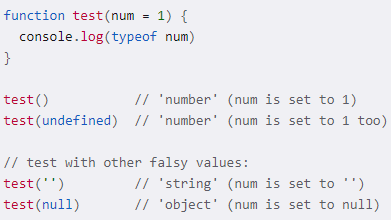 function test(num = 1) {
  console.log(typeof num)
}

test()           // 'number' (num is set to 1)
test(undefined)  // 'number' (num is set to 1 too)

// test with other falsy values:
test('')         // 'string' (num is set to '')
test(null)       // 'object' (num is set to null)